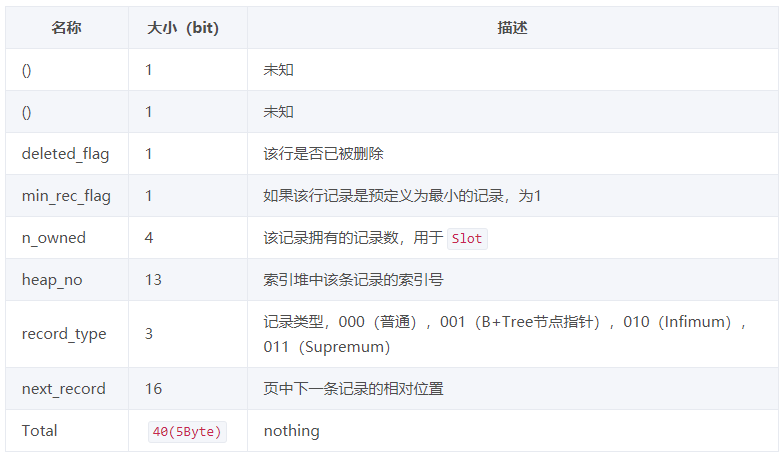 名称 大小（bit） 描述
() 1 未知
() 1 未知
deleted_flag 1 该行是否已被删除
min_rec_flag 1 如果该行记录是预定义为最小的记录，为1
n_owned 4 该记录拥有的记录数，用于 Slot
heap_no 13 索引堆中该条记录的索引号
record_type 3 记录类型，000（普通），001（B+Tree节点指针），010（Infimum），
011（Supremum）
next_record 16 页中下一条记录的相对位置
Total 40(5Byte) nothing